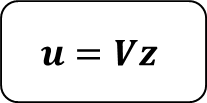 u = Vz